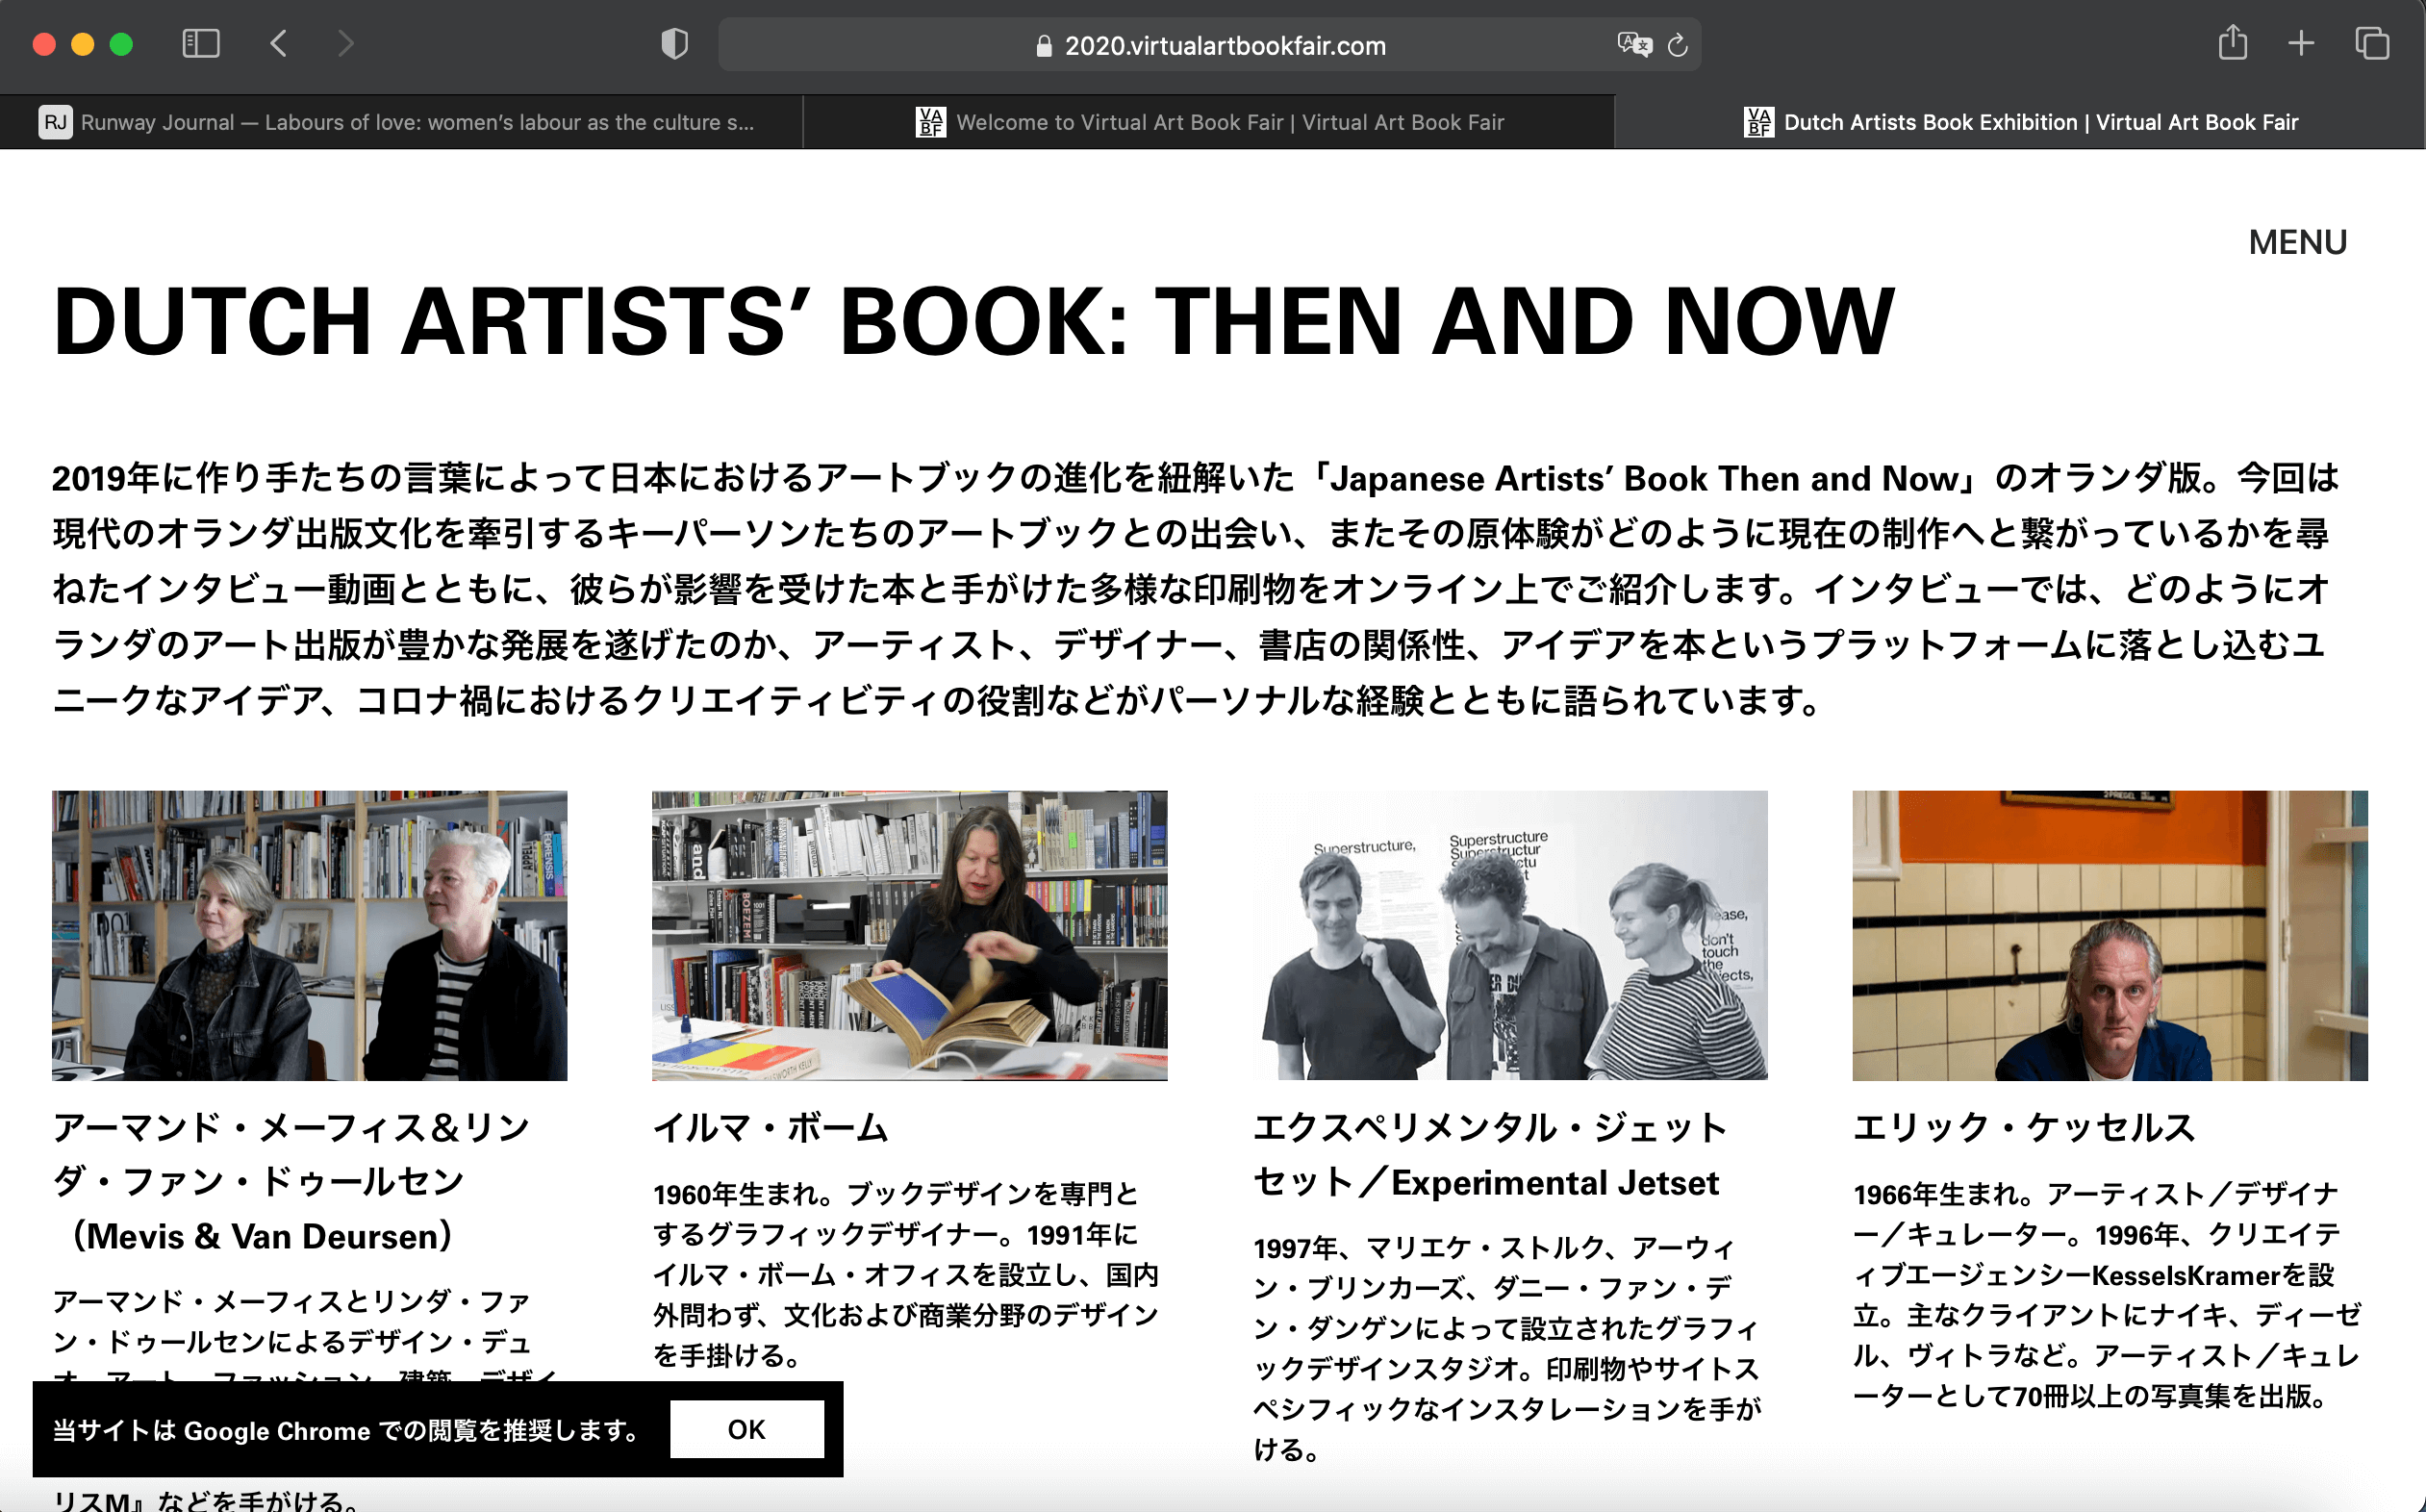 2020.virtualartbookfair.com
RJ Runway Journal — Labours of love: women’s labour as the culture s...
VABF Welcome to Virtual Art Book Fair | Virtual Art Book Fair
VABF Dutch Artists Book Exhibition | Virtual Art Book Fair
MENU
DUTCH ARTISTS’ BOOK: THEN AND NOW
2019年に作り手たちの言葉によって日本におけるアートブックの進化を紐解いた「Japanese Artists’ Book Then and Now」のオランダ版。今回は
現代のオランダ出版文化を牽引するキーパーソンたちのアートブックとの出会い、またその原体験がどのように現在の制作へと繋がっているかを尋
ねたインタビュー動画とともに、彼らが影響を受けた本と手がけた多様な印刷物をオンライン上でご紹介します。インタビューでは、どのようにオ
ランダのアート出版が豊かな発展を遂げたのか、アーティスト、デザイナー、書店の関係性、アイデアを本というプラットフォームに落とし込むユ
ニークなアイデア、コロナ禍におけるクリエイティビティの役割などがパーソナルな経験とともに語られています。
FORENSIS
APPEL
and
BOEZEM
ELLSWORTH KELLY
Superstructure,
Superstructure
Superstructur
don't
touch
the
アーマンド・メーフィス＆リン
ダ・ファン・ドゥールセン
（Mevis & Van Deursen）
アーマンド・メーフィスとリンダ・ファ
ン・ドゥールセンによるデザイン・デュ
オ。アート、ファッション、建築、デザイ
リスM』などを手がける。
イルマ・ボーム
1960年生まれ。ブックデザインを専門と
するグラフィックデザイナー。1991年に
イルマ・ボーム・オフィスを設立し、国内
外問わず、文化および商業分野のデザイン
を手掛ける。
エクスペリメンタル・ジェット
セット／Experimental Jetset
1997年、マリエケ・ストルク、アーウィ
ン・ブリンカーズ、ダニー・ファン・デ
ン・ダンゲンによって設立されたグラフィ
ックデザインスタジオ。印刷物やサイトス
ペシフィックなインスタレーションを手が
ける。
エリック・ケッセルス
1966年生まれ。アーティスト／デザイナ
ー／キュレーター。1996年、クリエイテ
ィブエージェンシーKesselsKramerを設
立。主なクライアントにナイキ、ディーゼ
ル、ヴィトラなど。アーティスト／キュレ
ーターとして70冊以上の写真集を出版。
当サイトは Google Chrome での閲覧を推奨します。
OK